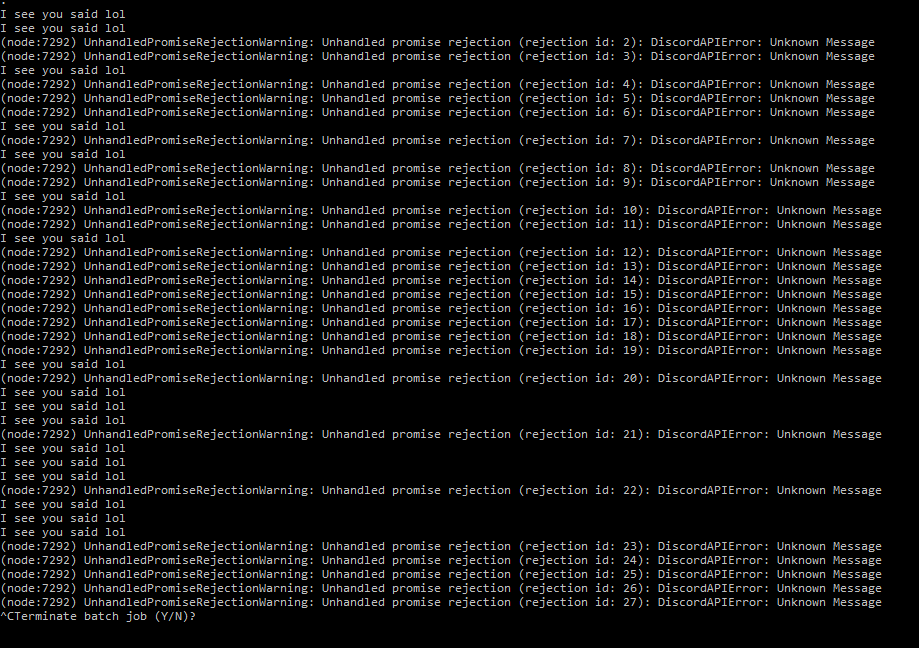 .
I see you said lol
I see you said lol
(node:7292) UnhandledPromiseRejectionWarning: Unhandled promise rejection (rejection id: 2): DiscordAPIError: Unknown Message
(node:7292) UnhandledPromiseRejectionWarning: Unhandled promise rejection (rejection id: 3): DiscordAPIError: Unknown Message
I see you said lol
(node:7292) UnhandledPromiseRejectionWarning: Unhandled promise rejection (rejection id: 4): DiscordAPIError: Unknown Message
(node:7292) UnhandledPromiseRejectionWarning: Unhandled promise rejection (rejection id: 5): DiscordAPIError: Unknown Message
(node:7292) UnhandledPromiseRejectionWarning: Unhandled promise rejection (rejection id: 6): DiscordAPIError: Unknown Message
I see you said lol
(node:7292) UnhandledPromiseRejectionWarning: Unhandled promise rejection (rejection id: 7): DiscordAPIError: Unknown Message
I see you said lol
(node:7292) UnhandledPromiseRejectionWarning: Unhandled promise rejection (rejection id: 8): DiscordAPIError: Unknown Message
(node:7292) UnhandledPromiseRejectionWarning: Unhandled promise rejection (rejection id: 9): DiscordAPIError: Unknown Message
I see you said lol
(node:7292) UnhandledPromiseRejectionWarning: Unhandled promise rejection (rejection id: 10): DiscordAPIError: Unknown Message
(node:7292) UnhandledPromiseRejectionWarning: Unhandled promise rejection (rejection id: 11): DiscordAPIError: Unknown Message
I see you said lol
(node:7292) UnhandledPromiseRejectionWarning: Unhandled promise rejection (rejection id: 12): DiscordAPIError: Unknown Message
(node:7292) UnhandledPromiseRejectionWarning: Unhandled promise rejection (rejection id: 13): DiscordAPIError: Unknown Message
(node:7292) UnhandledPromiseRejectionWarning: Unhandled promise rejection (rejection id: 14): DiscordAPIError: Unknown Message
(node:7292) UnhandledPromiseRejectionWarning: Unhandled promise rejection (rejection id: 15): DiscordAPIError: Unknown Message
(node:7292) UnhandledPromiseRejectionWarning: Unhandled promise rejection (rejection id: 16): DiscordAPIError: Unknown Message
(node:7292) UnhandledPromiseRejectionWarning: Unhandled promise rejection (rejection id: 17): DiscordAPIError: Unknown Message
(node:7292) UnhandledPromiseRejectionWarning: Unhandled promise rejection (rejection id: 18): DiscordAPIError: Unknown Message
(node:7292) UnhandledPromiseRejectionWarning: Unhandled promise rejection (rejection id: 19): DiscordAPIError: Unknown Message
I see you said lol
(node:7292) UnhandledPromiseRejectionWarning: Unhandled promise rejection (rejection id: 20): DiscordAPIError: Unknown Message
I see you said lol
I see you said lol
I see you said lol
(node:7292) UnhandledPromiseRejectionWarning: Unhandled promise rejection (rejection id: 21): DiscordAPIError: Unknown Message
I see you said lol
I see you said lol
I see you said lol
(node:7292) UnhandledPromiseRejectionWarning: Unhandled promise rejection (rejection id: 22): DiscordAPIError: Unknown Message
I see you said lol
I see you said lol
I see you said lol
(node:7292) UnhandledPromiseRejectionWarning: Unhandled promise rejection (rejection id: 23): DiscordAPIError: Unknown Message
(node:7292) UnhandledPromiseRejectionWarning: Unhandled promise rejection (rejection id: 24): DiscordAPIError: Unknown Message
(node:7292) UnhandledPromiseRejectionWarning: Unhandled promise rejection (rejection id: 25): DiscordAPIError: Unknown Message
(node:7292) UnhandledPromiseRejectionWarning: Unhandled promise rejection (rejection id: 26): DiscordAPIError: Unknown Message
(node:7292) UnhandledPromiseRejectionWarning: Unhandled promise rejection (rejection id: 27): DiscordAPIError: Unknown Message
^CTerminate batch job (Y/N)?